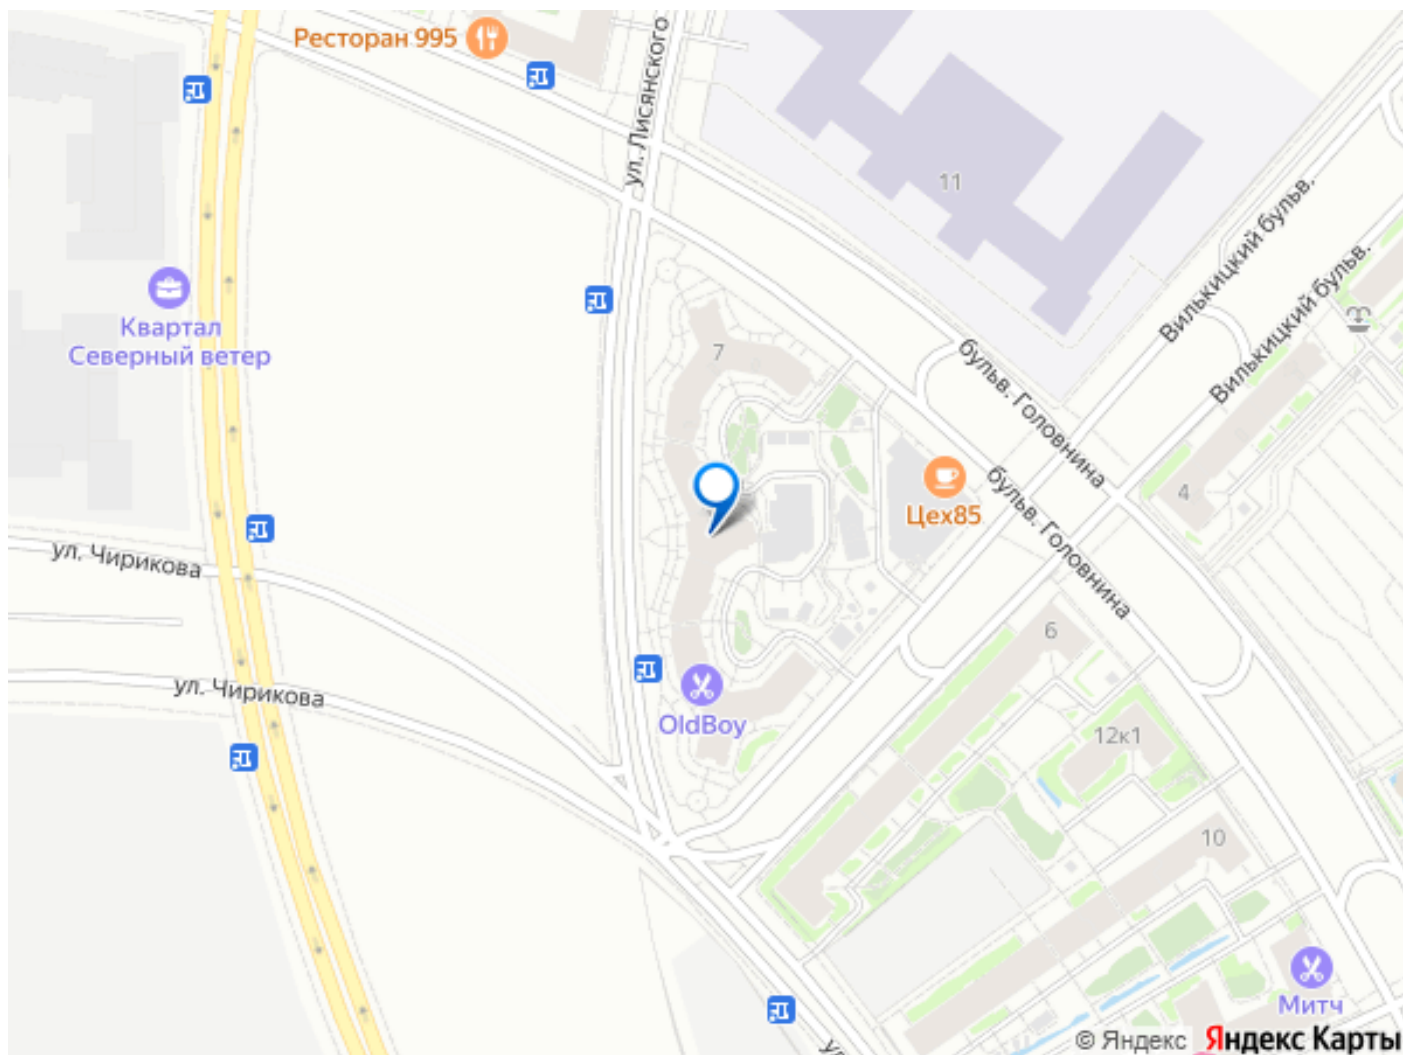 Ресторан 995
ул. Лисянского
11
Вилькицкий бульв.
Вилькицкий бульв.
Квартал
Северный ветер
7
бульв. Головнина
бульв. Головнина
4
Цех85
ул. Чирикова
ул. Чирикова
6
OldBoy
12к1
10
Митч
© Яндекс Яндекс Карты